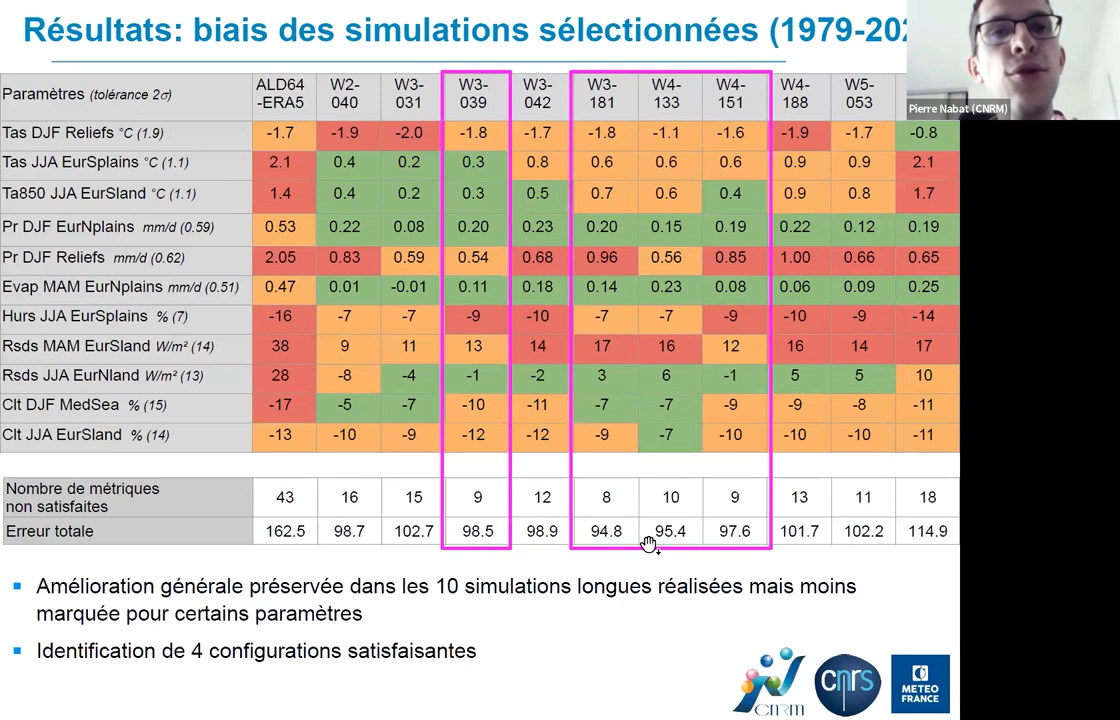 Résultats: biais des simulations sélectionnées (1979-202
Pierre Nabat (CNRM)
Paramètres (tolérance 2σ) ALD64-ERA5 W2-040 W3-031 W3-039 W3-042 W3-181 W4-133 W4-151 W4-188 W5-053
Tas DJF Reliefs °C (1.9) -1.7 -1.9 -2.0 -1.8 -1.7 -1.8 -1.1 -1.6 -1.9 -1.7 -0.8
Tas JJA EurSplains °C (1.1) 2.1 0.4 0.2 0.3 0.8 0.6 0.6 0.6 0.9 0.9 2.1
Ta850 JJA EurSland °C (1.1) 1.4 0.4 0.2 0.3 0.5 0.7 0.6 0.4 0.9 0.8 1.7
Pr DJF EurNplains mm/d (0.59) 0.53 0.22 0.08 0.20 0.23 0.20 0.15 0.19 0.22 0.12 0.19
Pr DJF Reliefs mm/d (0.62) 2.05 0.83 0.59 0.54 0.68 0.96 0.56 0.85 1.00 0.66 0.65
Evap MAM EurNplains mm/d (0.51) 0.47 0.01 -0.01 0.11 0.18 0.14 0.23 0.08 0.06 0.09 0.25
Hurs JJA EurSplains % (7) -16 -7 -7 -9 -10 -7 -7 -9 -10 -9 -14
Rsds MAM EurSland W/m² (14) 38 9 11 13 14 17 16 12 16 14 17
Rsds JJA EurNland W/m² (13) 28 -8 -4 -1 -2 3 6 -1 5 5 10
Clt DJF MedSea % (15) -17 -5 -7 -10 -11 -7 -7 -9 -9 -8 -11
Clt JJA EurSland % (14) -13 -10 -9 -12 -12 -9 -7 -10 -10 -10 -11
Nombre de métriques non satisfaites 43 16 15 9 12 8 10 9 13 11 18
Erreur totale 162.5 98.7 102.7 98.5 98.9 94.8 95.4 97.6 101.7 102.2 114.9
▪ Amélioration générale préservée dans les 10 simulations longues réalisées mais moins
marquée pour certains paramètres
▪ Identification de 4 configurations satisfaisantes
CNRM
cnrs
METEO
FRANCE